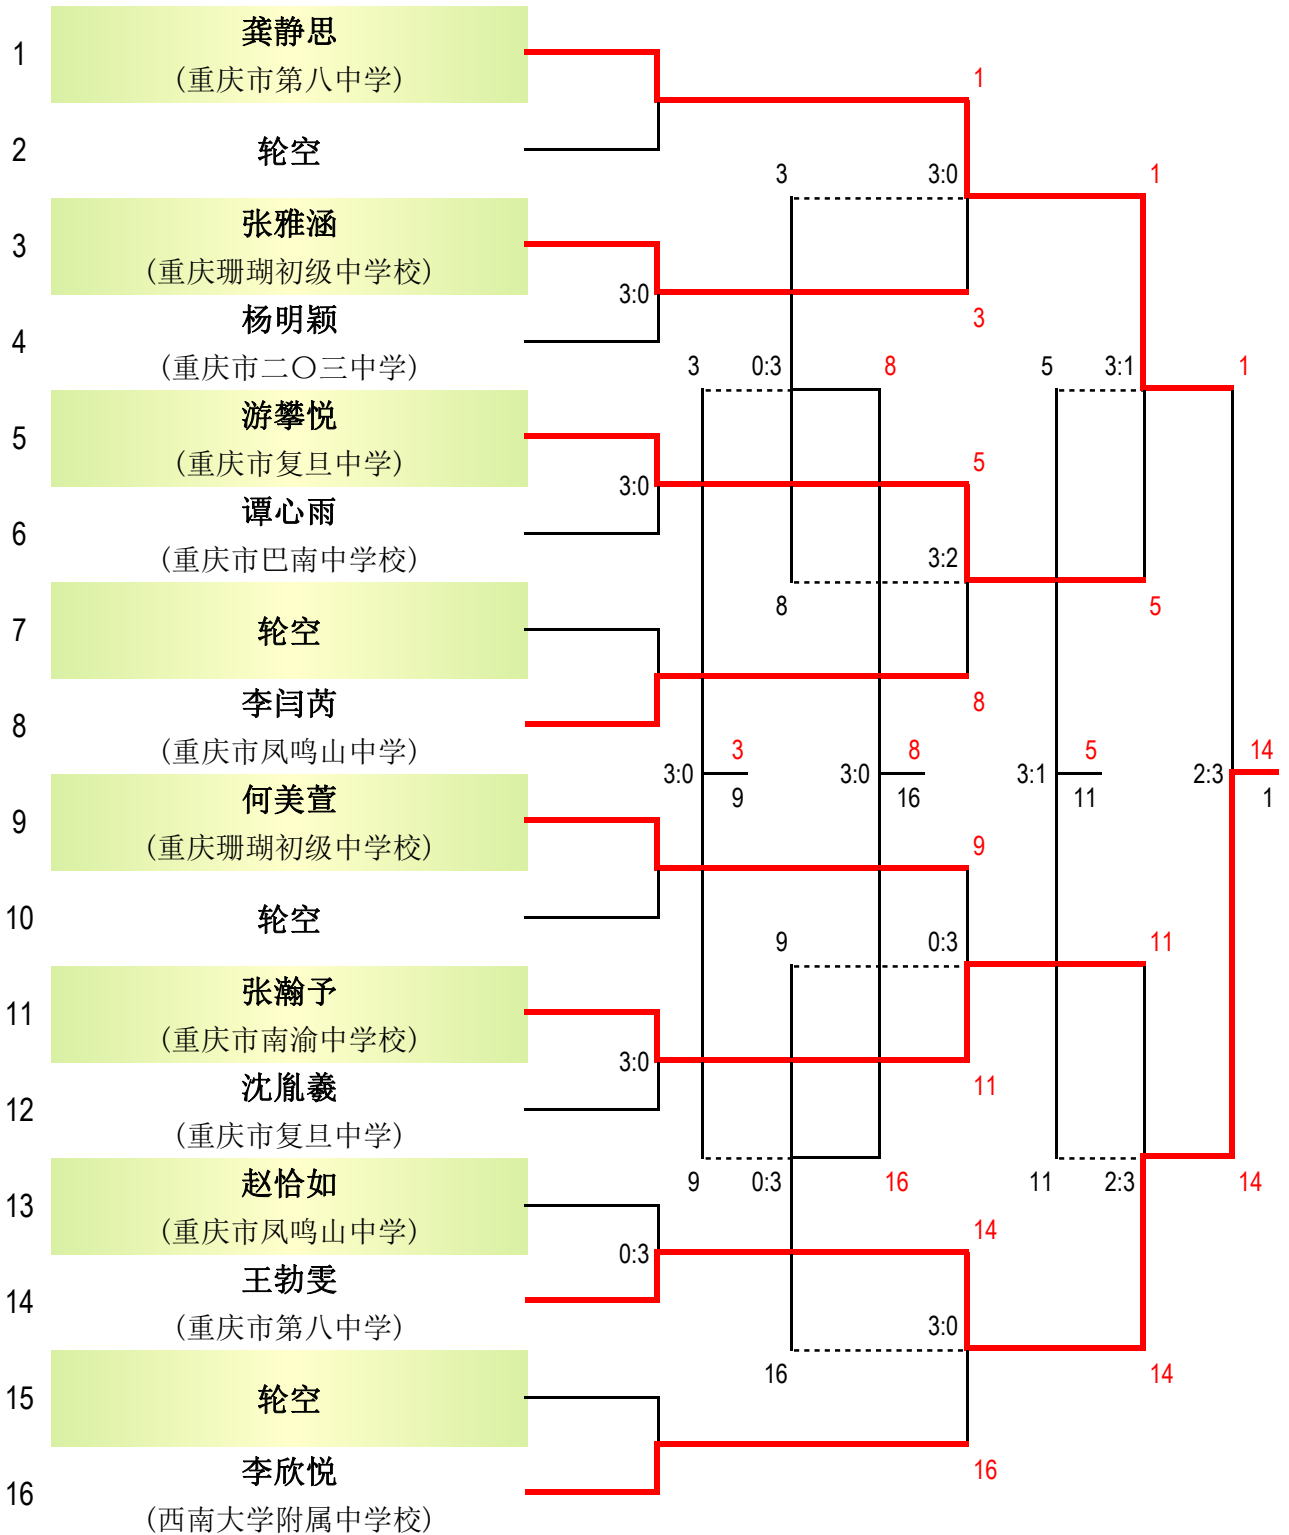 1
龚静思
(重庆市第八中学)
1
2
轮空
3
3:0
1
3
张雅涵
(重庆珊瑚初级中学校)
3:0
3
4
杨明颖
(重庆市二〇三中学)
3
0:3
8
5
3:1
1
5
游攀悦
(重庆市复旦中学)
5
3:0
6
谭心雨
(重庆市巴南中学校)
3:2
8
5
7
轮空
8
李闫芮
(重庆市凤鸣山中学)
8
3:0
3
9
3:0
8
16
3:1
5
11
2:3
14
1
9
何美萱
(重庆珊瑚初级中学校)
9
10
轮空
9
0:3
11
11
张瀚予
(重庆市南渝中学校)
3:0
11
12
沈胤羲
(重庆市复旦中学)
9
0:3
16
11
2:3
14
13
赵恰如
(重庆市凤鸣山中学)
14
0:3
14
王勃雯
(重庆市第八中学)
3:0
16
14
15
轮空
16
16
李欣悦
(西南大学附属中学校)